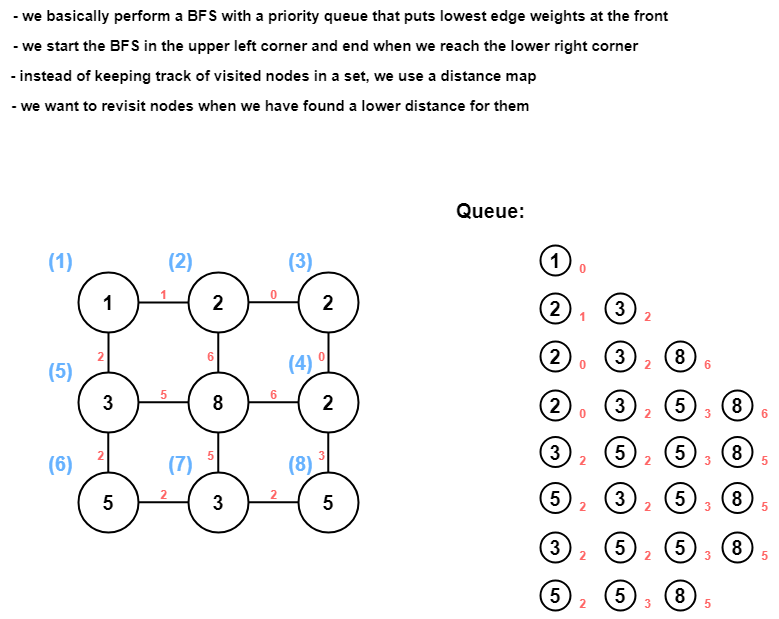 - we basically perform a BFS with a priority queue that puts lowest edge weights at the front
- we start the BFS in the upper left corner and end when we reach the lower right corner
- instead of keeping track of visited nodes in a set, we use a distance map
- we want to revisit nodes when we have found a lower distance for them
Queue:
(1) (2) (3)
1 1 2 0 2
2 6 0
(5) (4)
3 5 8 6 2
2 5 3
(6) (7) (8)
5 2 3 2 5
1 0
2 1 3 2
2 0 3 2 8 6
2 0 3 2 5 3 8 6
3 2 5 2 5 3 8 5
5 2 3 2 5 3 8 5
3 2 5 2 5 3 8 5
5 2 5 3 8 5